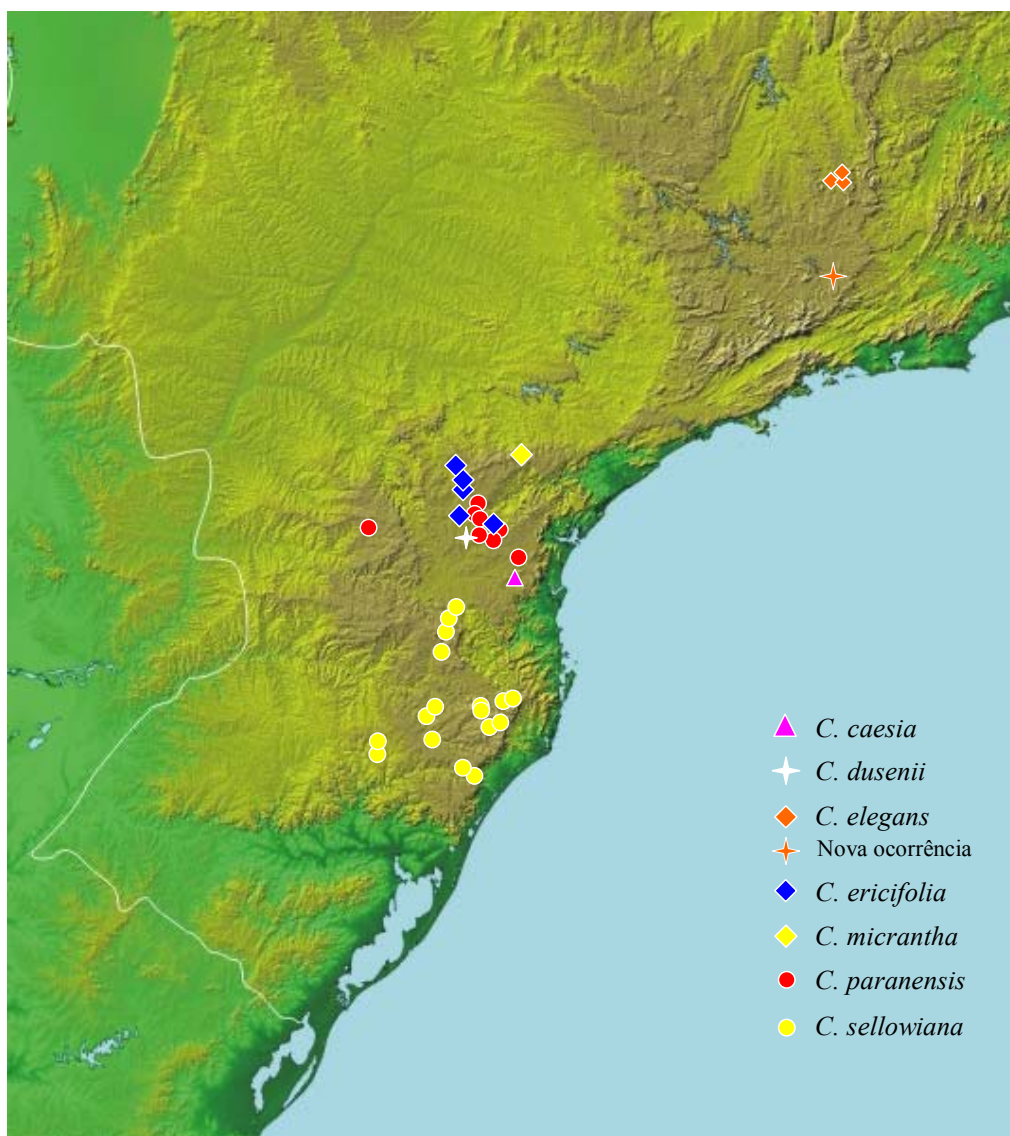 C. caesia
C. dusenii
C. elegans
Nova ocorrência
C. ericifolia
C. micrantha
C. paranensis
C. sellowiana